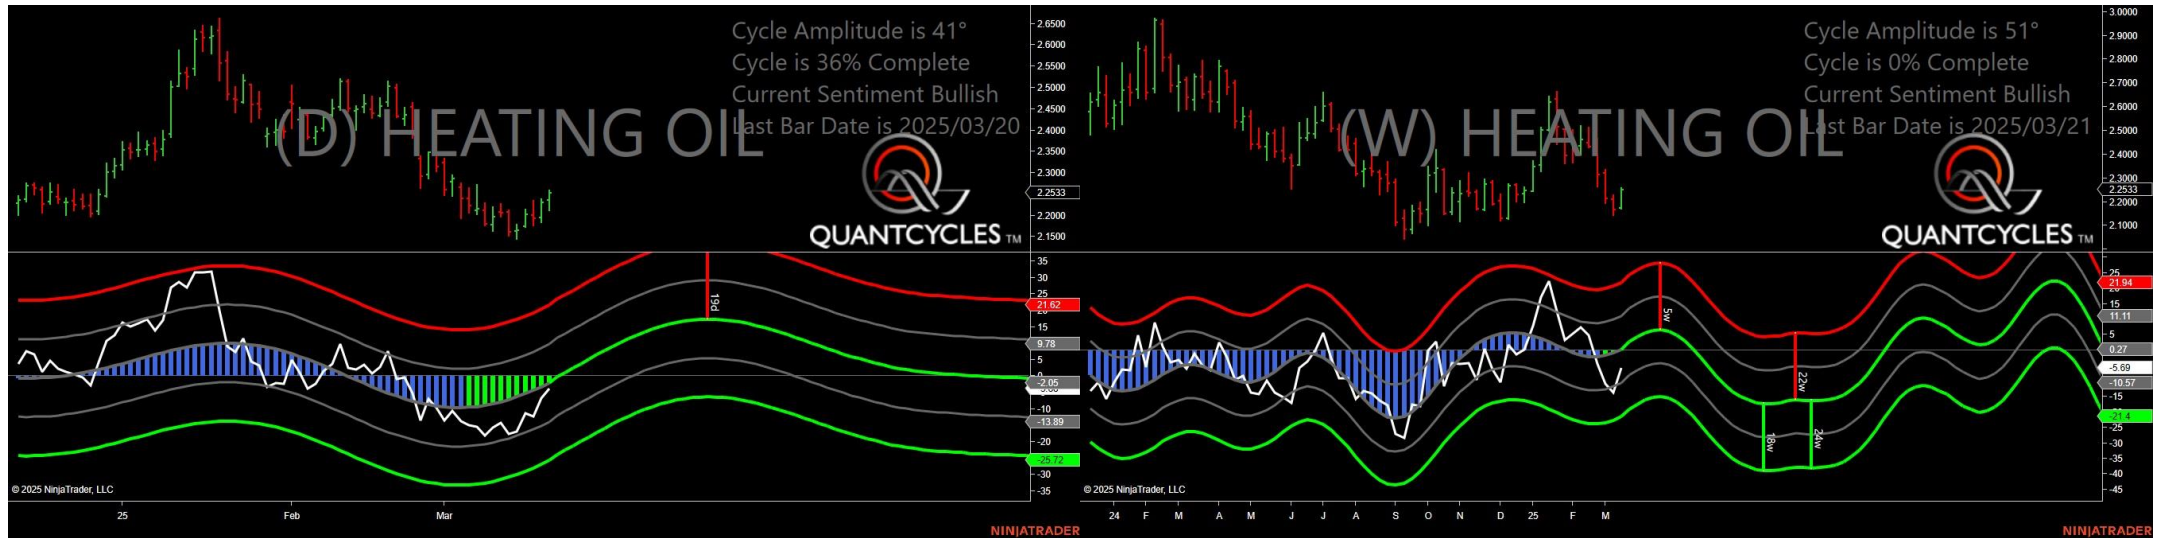 Cycle Amplitude is 41°
Cycle is 36% Complete
Current Sentiment Bullish
Last Bar Date is 2025/03/20
(D) HEATING OIL
QUANTCYCLES TM
2.6500
2.6000
2.5500
2.5000
2.4500
2.4000
2.3500
2.3000
2.2533
2.2000
2.1500
35
30
25
21.62
15
9.78
5
0
-2.05
-10
-13.89
-20
-25.72
-30
-35
19d
© 2025 NinjaTrader, LLC
25
Feb
Mar
NINJATRADER
Cycle Amplitude is 51°
Cycle is 0% Complete
Current Sentiment Bullish
Last Bar Date is 2025/03/21
(W) HEATING OIL
QUANTCYCLES TM
3.0000
2.9000
2.8000
2.7000
2.6000
2.5000
2.4000
2.3000
2.2533
2.2000
2.1000
25
21.94
15
11.11
5
0.27
-5.69
-10.57
-15
-21.4
-25
-30
-35
-40
-45
5w
22w
18w
24w
© 2025 NinjaTrader, LLC
24 F M A M J J A S O N D 25 F M
NINJATRADER